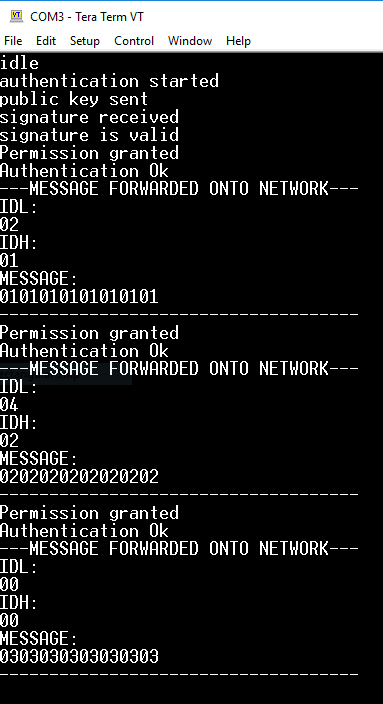 COM3 - Tera Term VT
File Edit Setup Control Window Help
idle
authentication started
public key sent
signature received
signature is valid
Permission granted
Authentication Ok
---MESSAGE FORWARDED ONTO NETWORK---
IDL:
02
IDH:
01
MESSAGE:
0101010101010101
------------------------------------
Permission granted
Authentication Ok
---MESSAGE FORWARDED ONTO NETWORK---
IDL:
04
IDH:
02
MESSAGE:
0202020202020202
------------------------------------
Permission granted
Authentication Ok
---MESSAGE FORWARDED ONTO NETWORK---
IDL:
00
IDH:
00
MESSAGE:
0303030303030303
------------------------------------